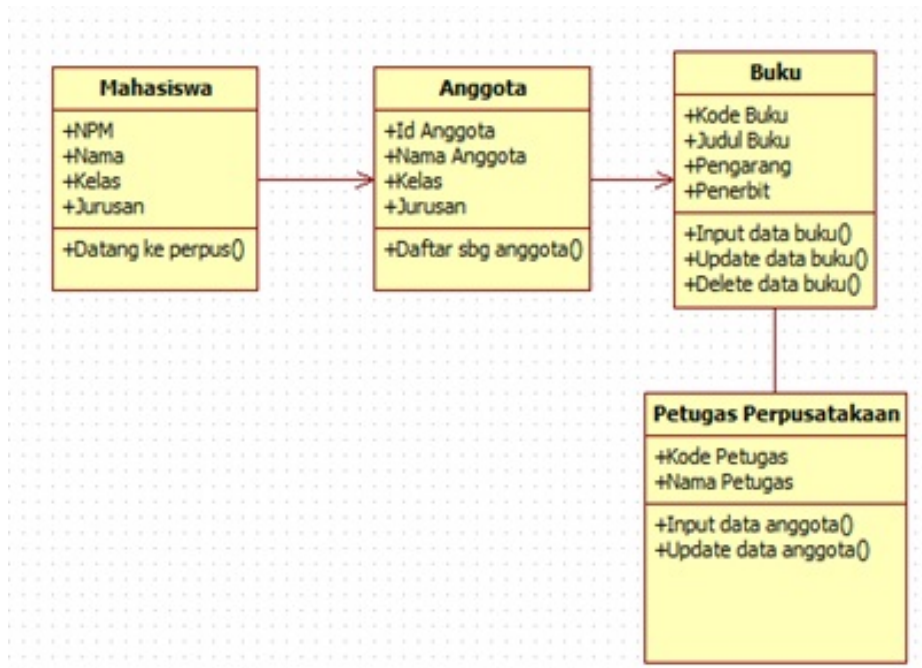 Mahasiswa
+NPM
+Nama
+Kelas
+Jurusan
+Datang ke perpus()
Anggota
+Id Anggota
+Nama Anggota
+Kelas
+Jurusan
+Daftar sbg anggota()
Buku
+Kode Buku
+Judul Buku
+Pengarang
+Penerbit
+Input data buku()
+Update data buku()
+Delete data buku()
Petugas Perpusatakaan
+Kode Petugas
+Nama Petugas
+Input data anggota()
+Update data anggota()